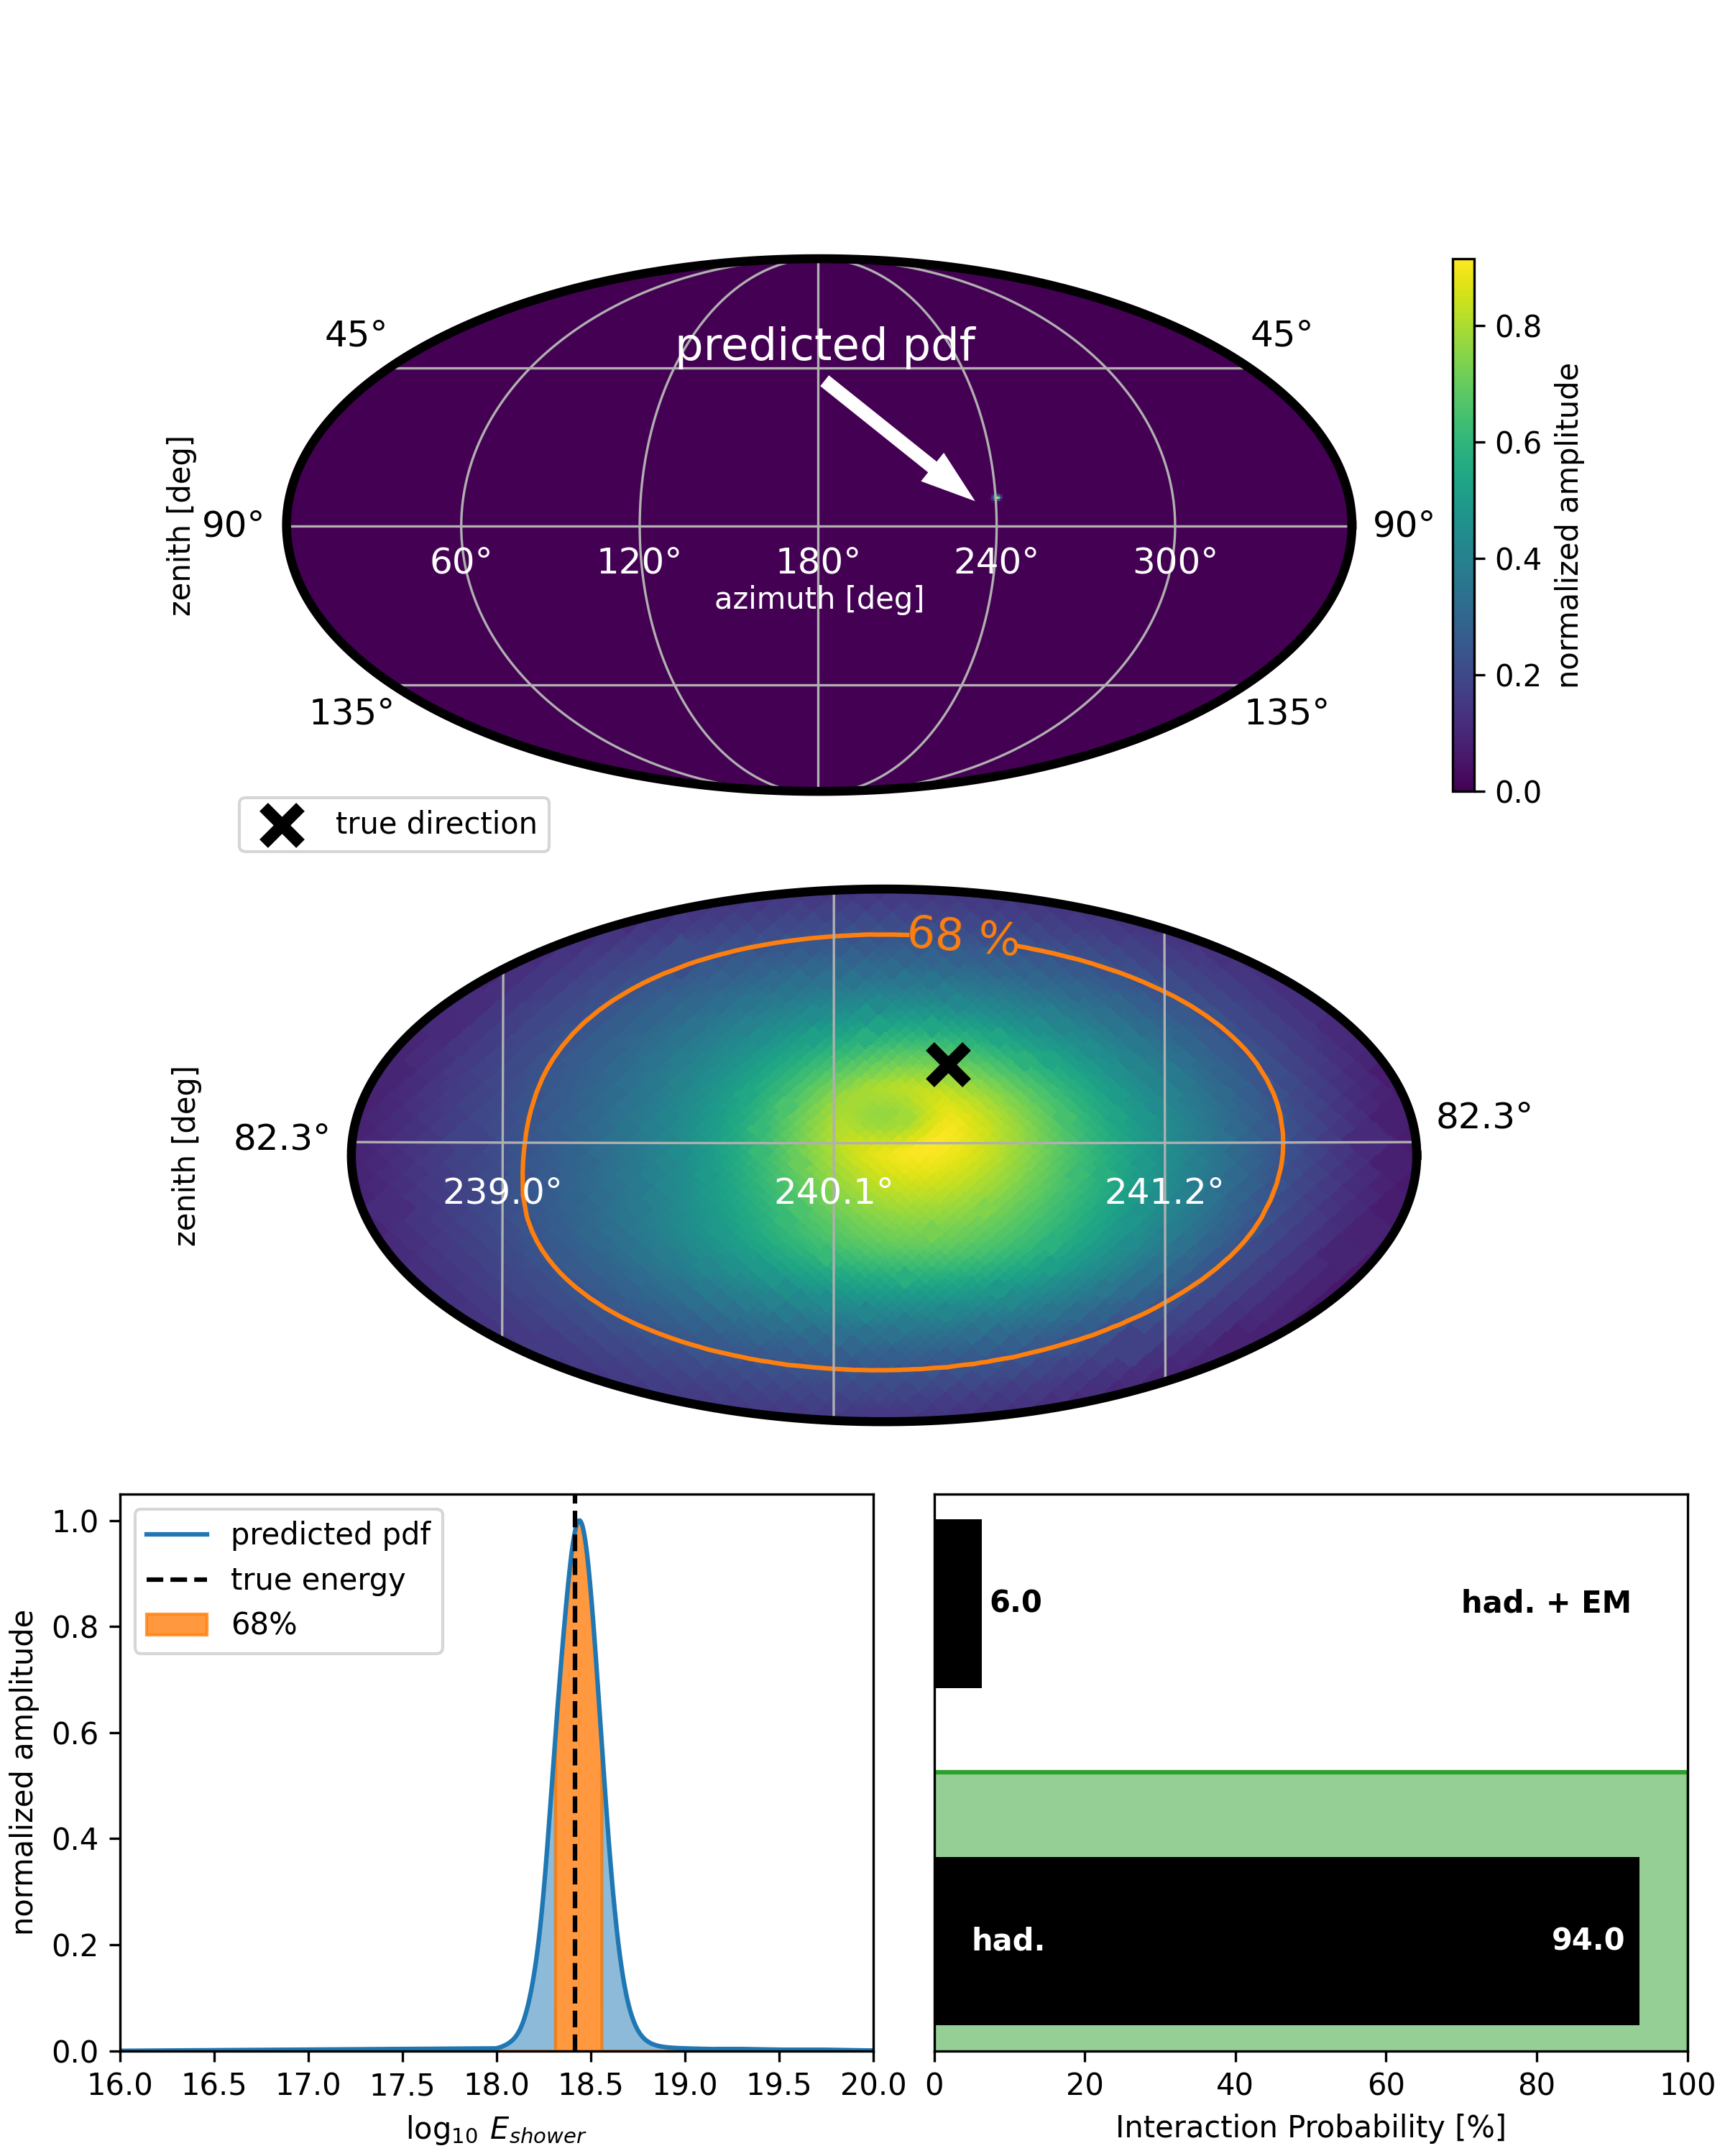 45° 45°
predicted pdf
zenith [deg]
90° 90°
60° 120° 180° 240° 300°
azimuth [deg]
135° 135°
0.8
0.6
0.4
0.2
0.0
normalized amplitude
true direction
68 %
zenith [deg]
82.3° 82.3°
239.0° 240.1° 241.2°
normalized amplitude
1.0
0.8
0.6
0.4
0.2
0.0
predicted pdf
true energy
68%
16.0 16.5 17.0 17.5 18.0 18.5 19.0 19.5 20.0
log₁₀ E_shower
6.0 had. + EM
had. 94.0
0 20 40 60 80 100
Interaction Probability [%]